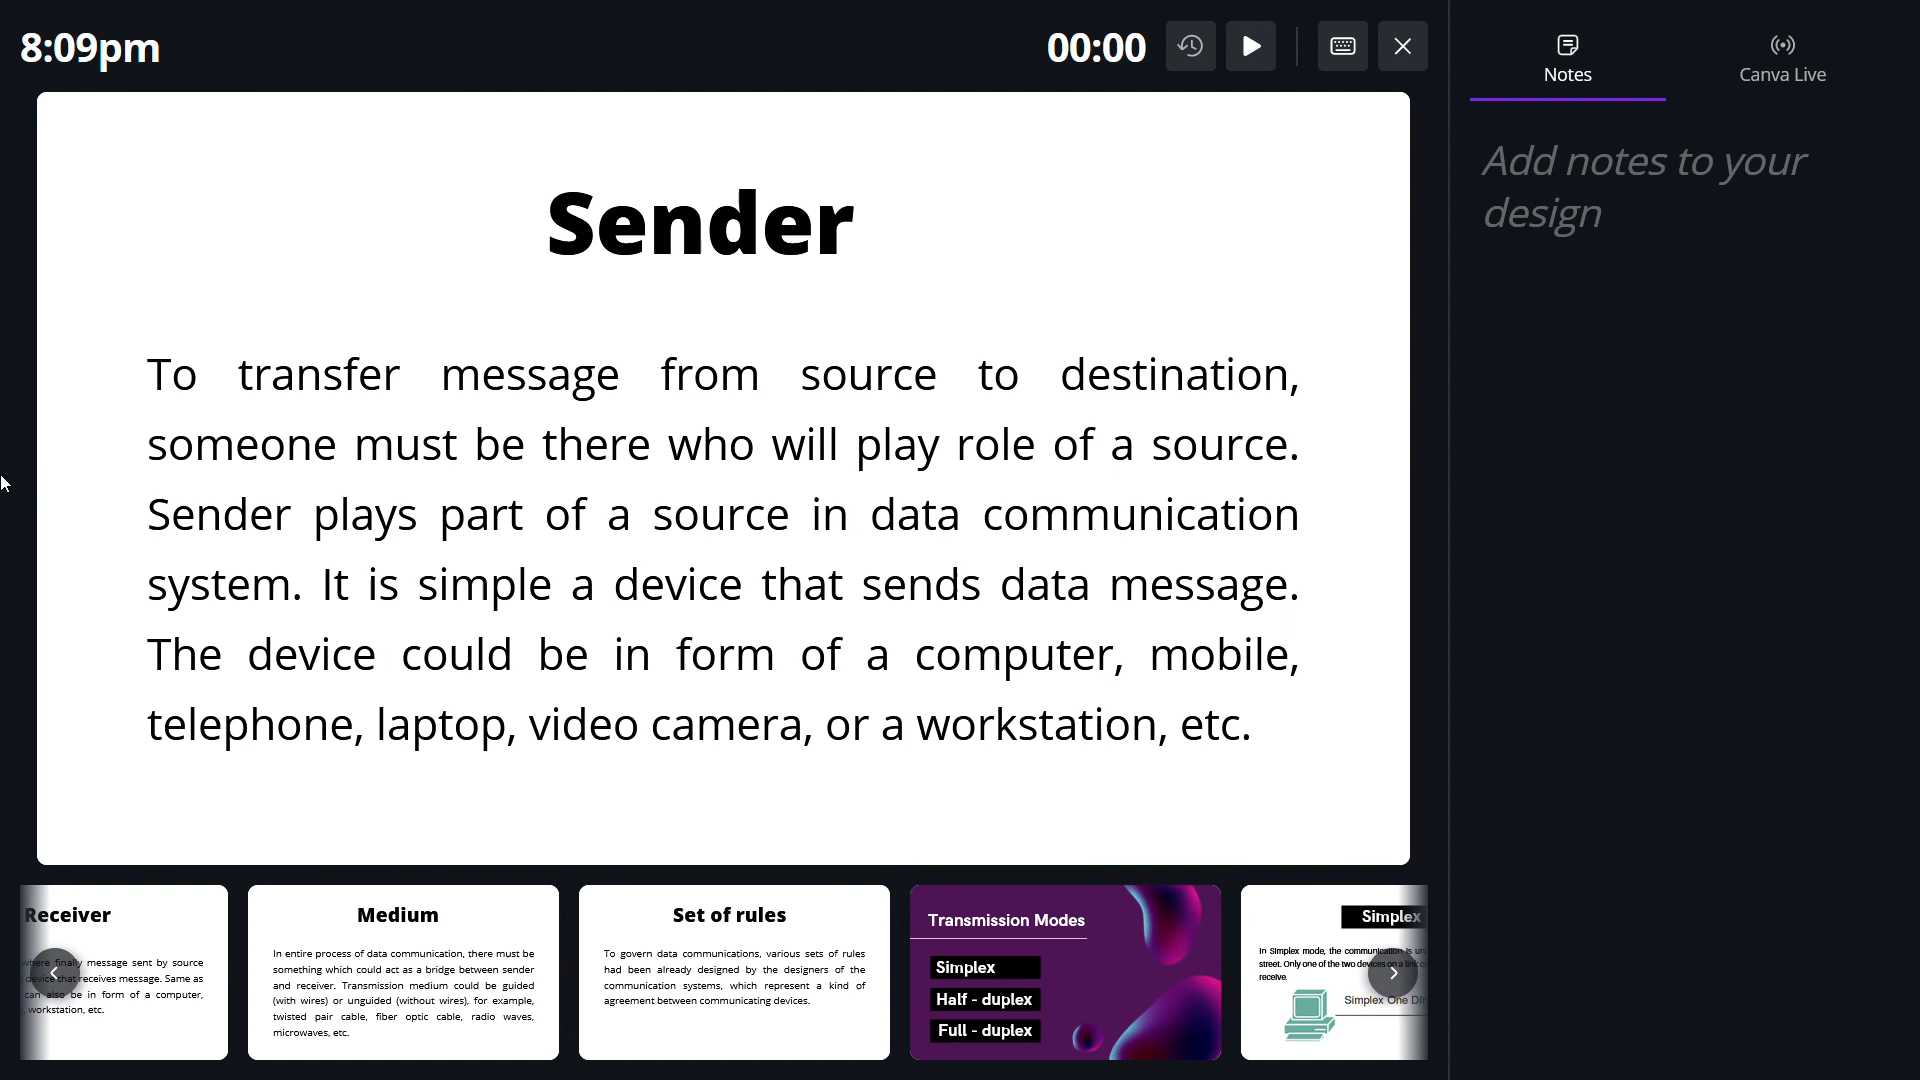 8:09pm
00:00
Notes
Canva Live
Add notes to your
design
Sender
To transfer message from source to destination,
someone must be there who will play role of a source.
Sender plays part of a source in data communication
system. It is simple a device that sends data message.
The device could be in form of a computer, mobile,
telephone, laptop, video camera, or a workstation, etc.
Receiver
where finally message sent by source
device that receives message. Same as
can also be in form of a computer,
, workstation, etc.
Medium
In entire process of data communication, there must be
something which could act as a bridge between sender
and receiver. Transmission medium could be guided
(with wires) or unguided (without wires), for example,
twisted pair cable, fiber optic cable, radio waves,
microwaves, etc.
Set of rules
To govern data communications, various sets of rules
had been already designed by the designers of the
communication systems, which represent a kind of
agreement between communicating devices.
Transmission Modes
Simplex
Half - duplex
Full - duplex
Simplex
In Simplex mode, the communication is
street. Only one of the two devices on a link
receive.
Simplex One